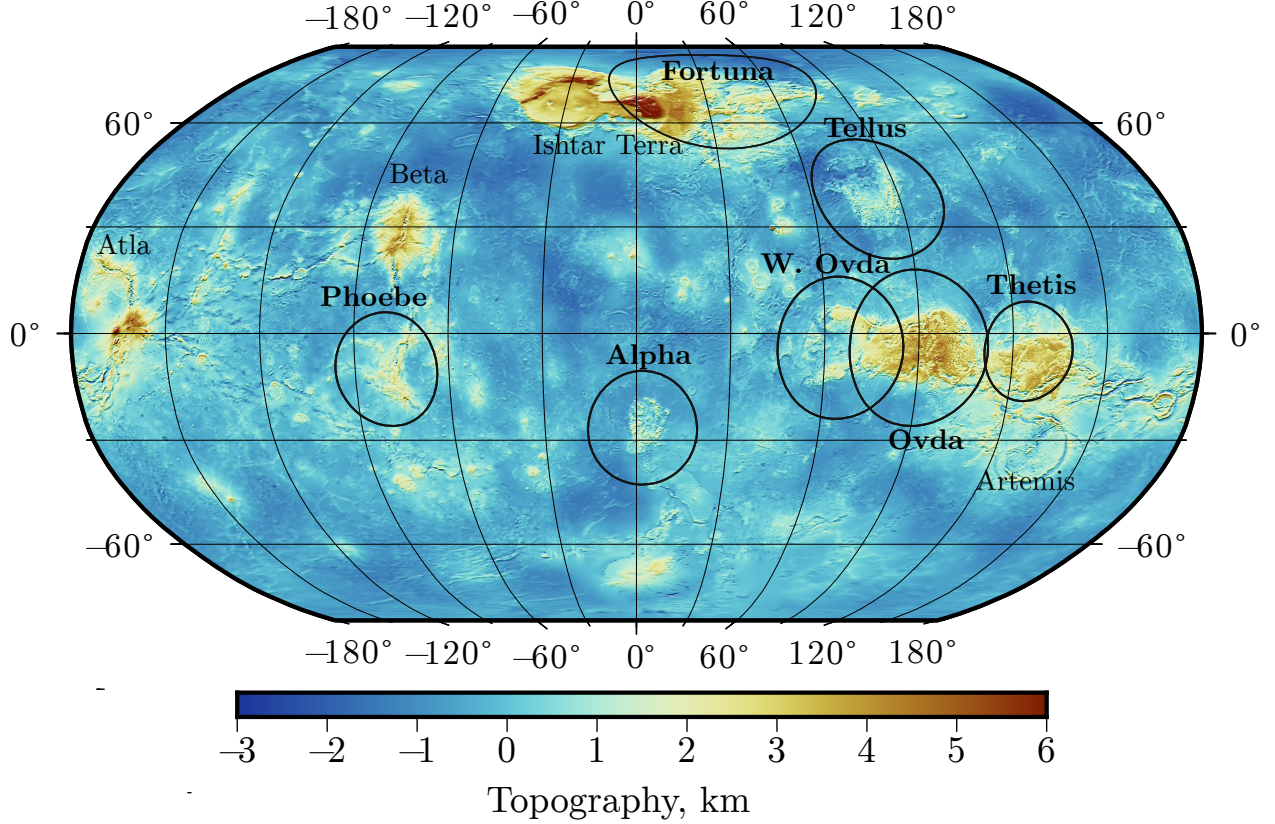 −180° −120° −60° 0° 60° 120° 180°
Fortuna
60° 60°
Tellus
Ishtar Terra
Beta
Atla
W. Ovda
Thetis
Phoebe
0° 0°
Alpha
Ovda
Artemis
−60° −60°
−180° −120° −60° 0° 60° 120° 180°
−3 −2 −1 0 1 2 3 4 5 6
Topography, km